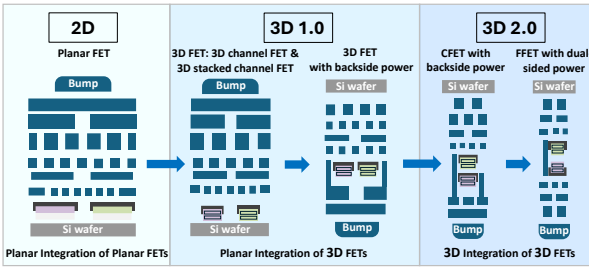 2D
3D 1.0
3D 2.0
Planar FET
3D FET: 3D channel FET &
3D stacked channel FET
3D FET
with backside power
CFET with
backside power
FFET with dual
sided power
Bump
Bump
Si wafer
Si wafer
Si wafer
Si wafer
Si wafer
Bump
Bump
Bump
Planar Integration of Planar FETs
Planar Integration of 3D FETs
3D Integration of 3D FETs